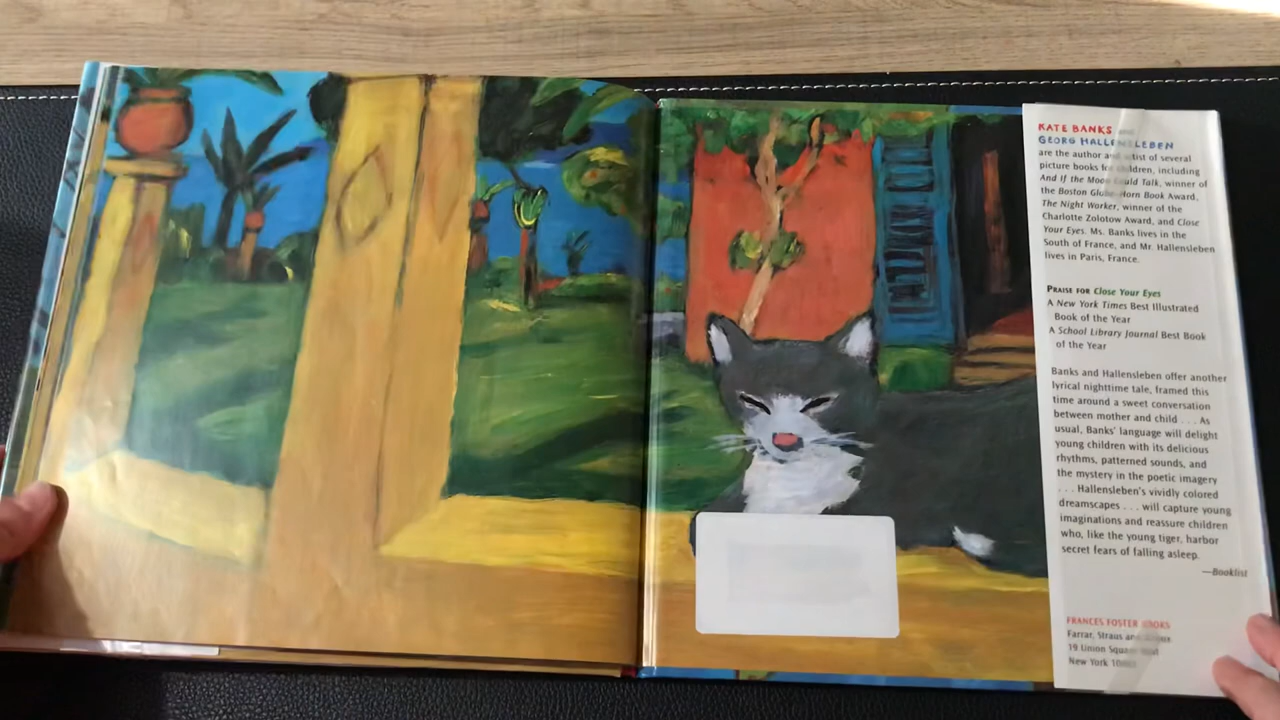 KATE BANKS
GEORG HALLENSLEBEN
are the author and artist of several
picture books for children, including
And If the Moon Could Talk, winner of
the Boston Globe–Horn Book Award,
The Night Worker, winner of the
Charlotte Zolotow Award, and Close
Your Eyes. Ms. Banks lives in the
South of France, and Mr. Hallensleben
lives in Paris, France.
PRAISE FOR Close Your Eyes
A New York Times Best Illustrated
Book of the Year
A School Library Journal Best Book
of the Year
Banks and Hallensleben offer another
lyrical nighttime tale, framed this
time around a sweet conversation
between mother and child . . . As
usual, Banks' language will delight
young children with its delicious
rhythms, patterned sounds, and
the mystery in the poetic imagery
. . . Hallensleben's vividly colored
dreamscapes . . . will capture young
imaginations and reassure children
who, like the young tiger, harbor
secret fears of falling asleep.
—Booklist
FRANCES FOSTER BOOKS
Farrar, Straus and Giroux
19 Union Square West
New York